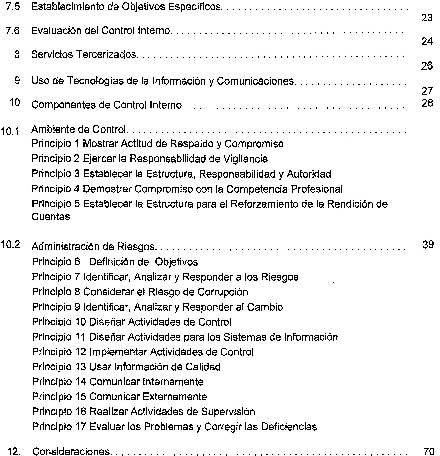 7.5 Establecimiento de Objetivos Específicos. . . . . . . . . . . . . . . . . . . . . . . . . . . . 23
7.6 Evaluación del Control Interno. . . . . . . . . . . . . . . . . . . . . . . . . . . . . . . . . . . 24
8 Servicios Tercerizados. . . . . . . . . . . . . . . . . . . . . . . . . . . . . . . . . . . . . . . . 26
9 Uso de Tecnologías de la Información y Comunicaciones. . . . . . . . . . . . . . . . . 27
10 Componentes de Control Interno . . . . . . . . . . . . . . . . . . . . . . . . . . . . . . . 28
10.1 Ambiente de Control. . . . . . . . . . . . . . . . . . . . . . . . . . . . . . . . . . . . . . . .
Principio 1 Mostrar Actitud de Respaldo y Compromiso
Principio 2 Ejercer la Responsabilidad de Vigilancia
Principio 3 Establecer la Estructura, Responsabilidad y Autoridad
Principio 4 Demostrar Compromiso con la Competencia Profesional
Principio 5 Establecer la Estructura para el Reforzamiento de la Rendición de
Cuentas
10.2 Administración de Riesgos. . . . . . . . . . . . . . . . . . . . . . . . . . . . . . . . . . . . 39
Principio 6 Definición de Objetivos
Principio 7 Identificar, Analizar y Responder a los Riesgos
Principio 8 Considerar el Riesgo de Corrupción
Principio 9 Identificar, Analizar y Responder al Cambio
Principio 10 Diseñar Actividades de Control
Principio 11 Diseñar Actividades para los Sistemas de Información
Principio 12 Implementar Actividades de Control
Principio 13 Usar Información de Calidad
Principio 14 Comunicar Internamente
Principio 15 Comunicar Externamente
Principio 16 Realizar Actividades de Supervisión
Principio 17 Evaluar los Problemas y Corregir las Deficiencias
12. Consideraciones. . . . . . . . . . . . . . . . . . . . . . . . . . . . . . . . . . . . . . . . . . 70